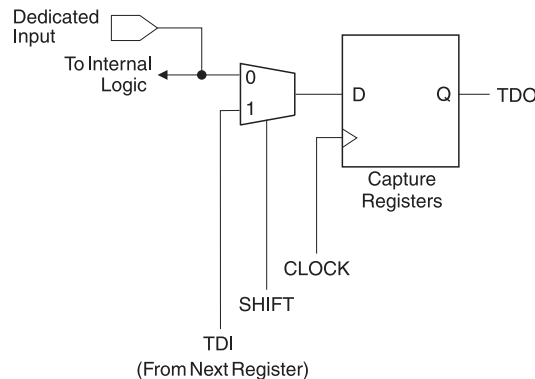 Dedicated
Input
To Internal
Logic
0
1
D
Q
TDO
Capture
Registers
CLOCK
SHIFT
TDI
(From Next Register)